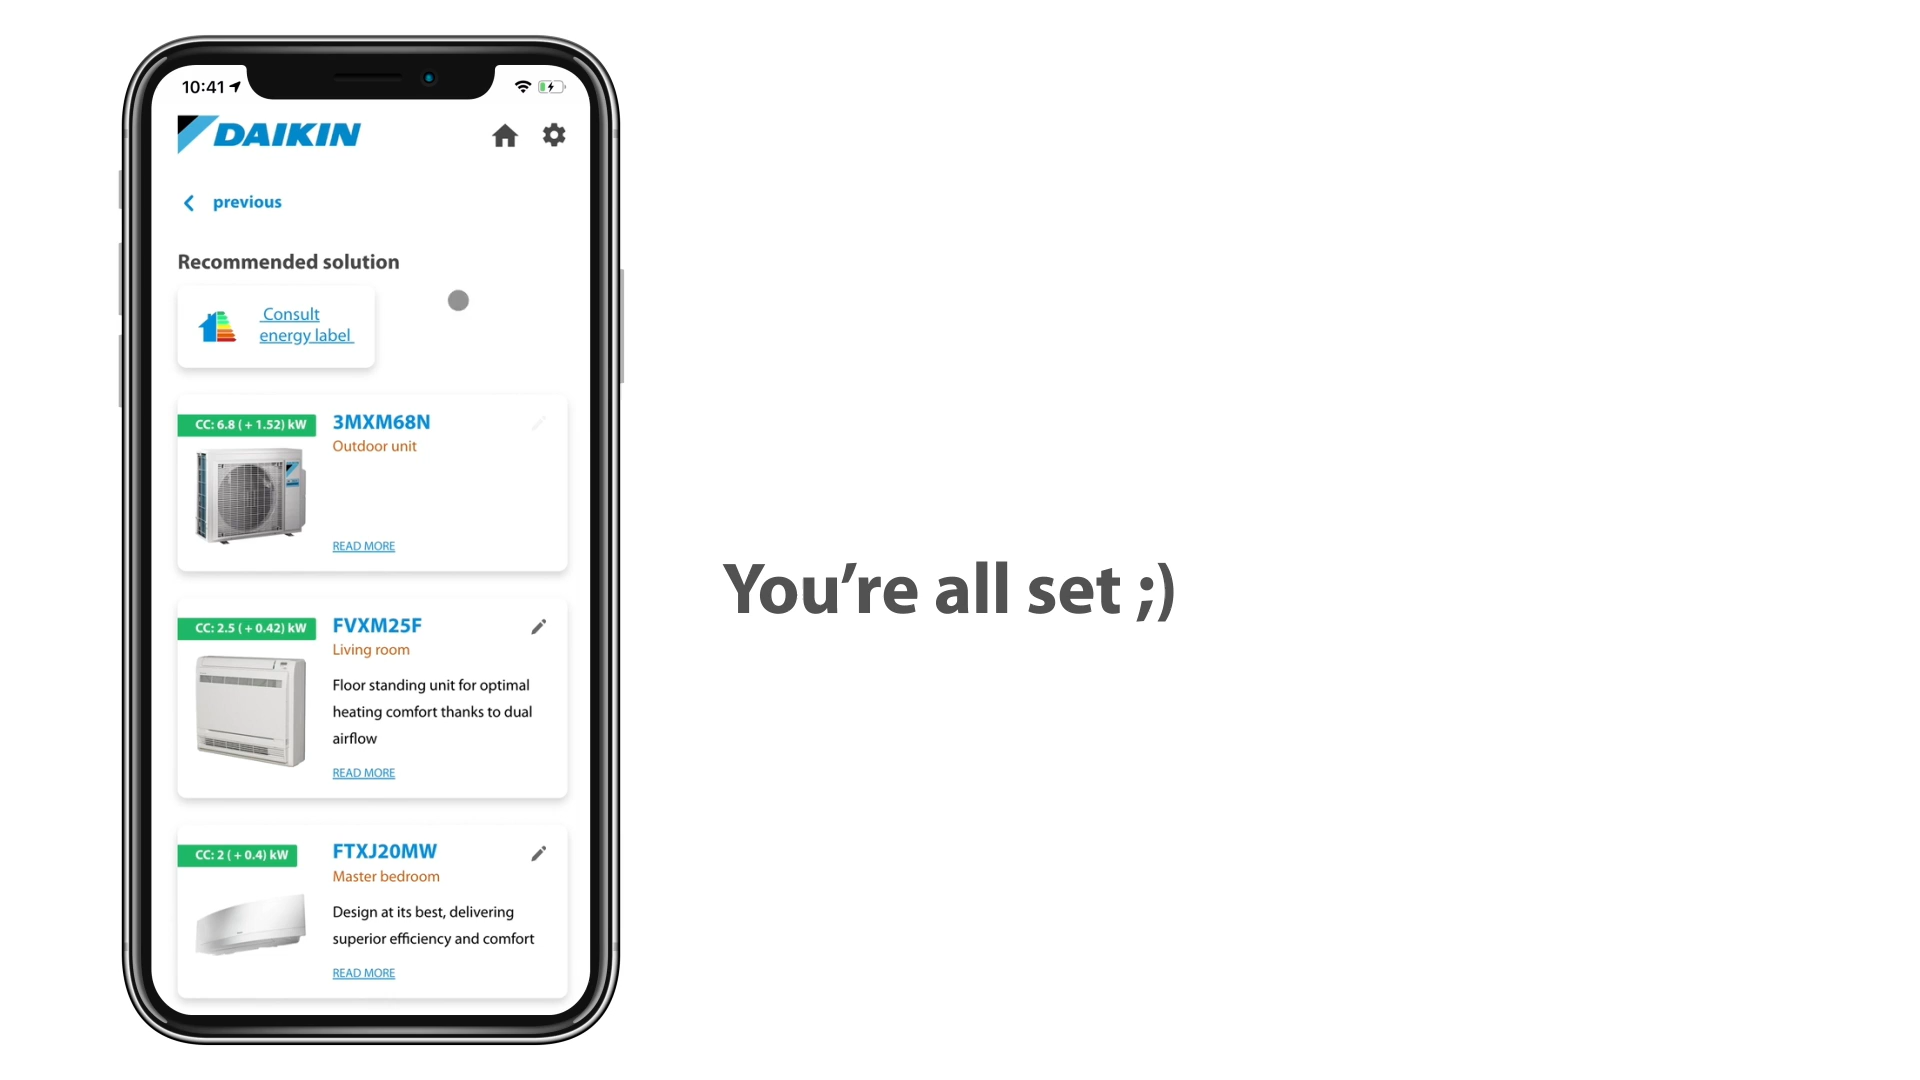 10:41
DAIKIN
previous
Recommended solution
Consult
energy label
CC: 6.8 ( + 1.52) kW
3MXM68N
Outdoor unit
READ MORE
CC: 2.5 ( + 0.42) kW
FVXM25F
Living room
Floor standing unit for optimal
heating comfort thanks to dual
airflow
READ MORE
CC: 2 ( + 0.4) kW
FTXJ20MW
Master bedroom
Design at its best, delivering
superior efficiency and comfort
READ MORE
You’re all set ;)